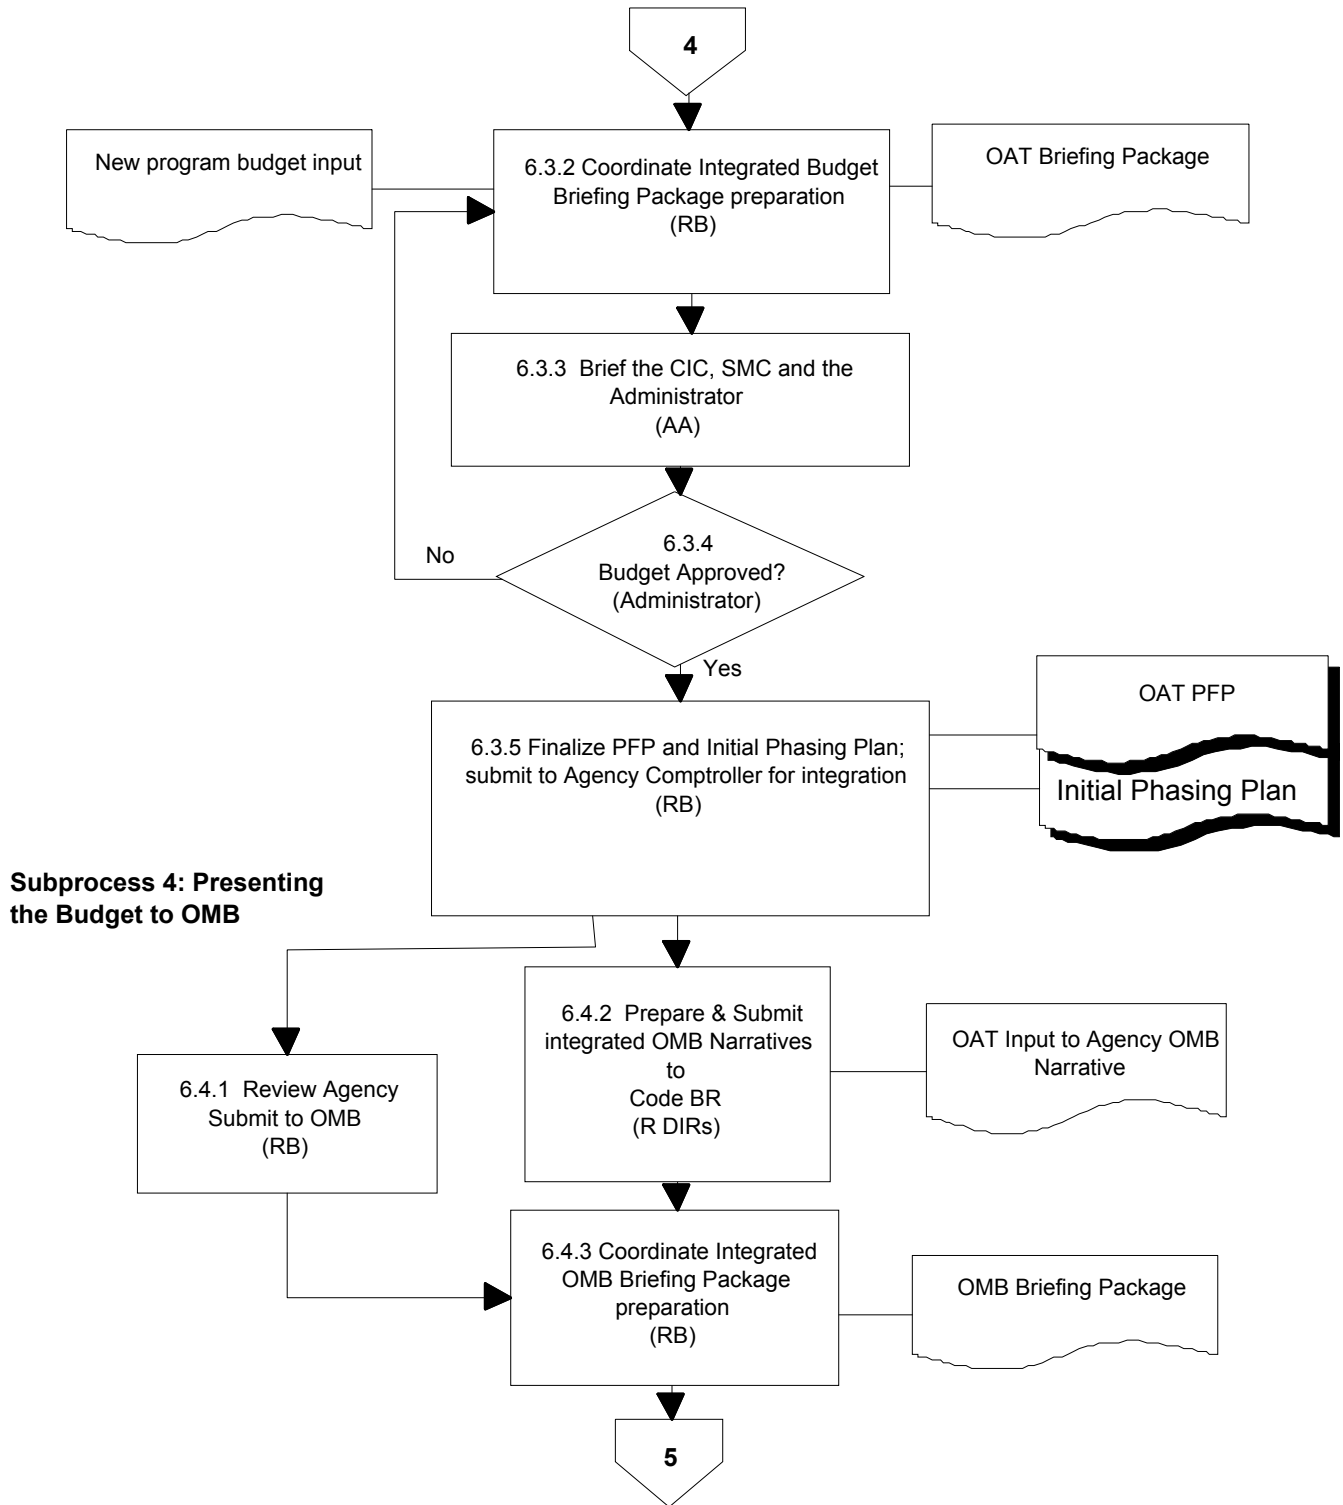 4
New program budget input
6.3.2 Coordinate Integrated Budget
Briefing Package preparation
(RB)
OAT Briefing Package
6.3.3  Brief the CIC, SMC and the
Administrator
(AA)
6.3.4
Budget Approved?
(Administrator)
No
Yes
6.3.5 Finalize PFP and Initial Phasing Plan;
submit to Agency Comptroller for integration
(RB)
OAT PFP
Initial Phasing Plan
Subprocess 4: Presenting
the Budget to OMB
6.4.1  Review Agency
Submit to OMB
(RB)
6.4.2  Prepare & Submit
integrated OMB Narratives
to
Code BR
(R DIRs)
OAT Input to Agency OMB
Narrative
6.4.3 Coordinate Integrated
OMB Briefing Package
preparation
(RB)
OMB Briefing Package
5